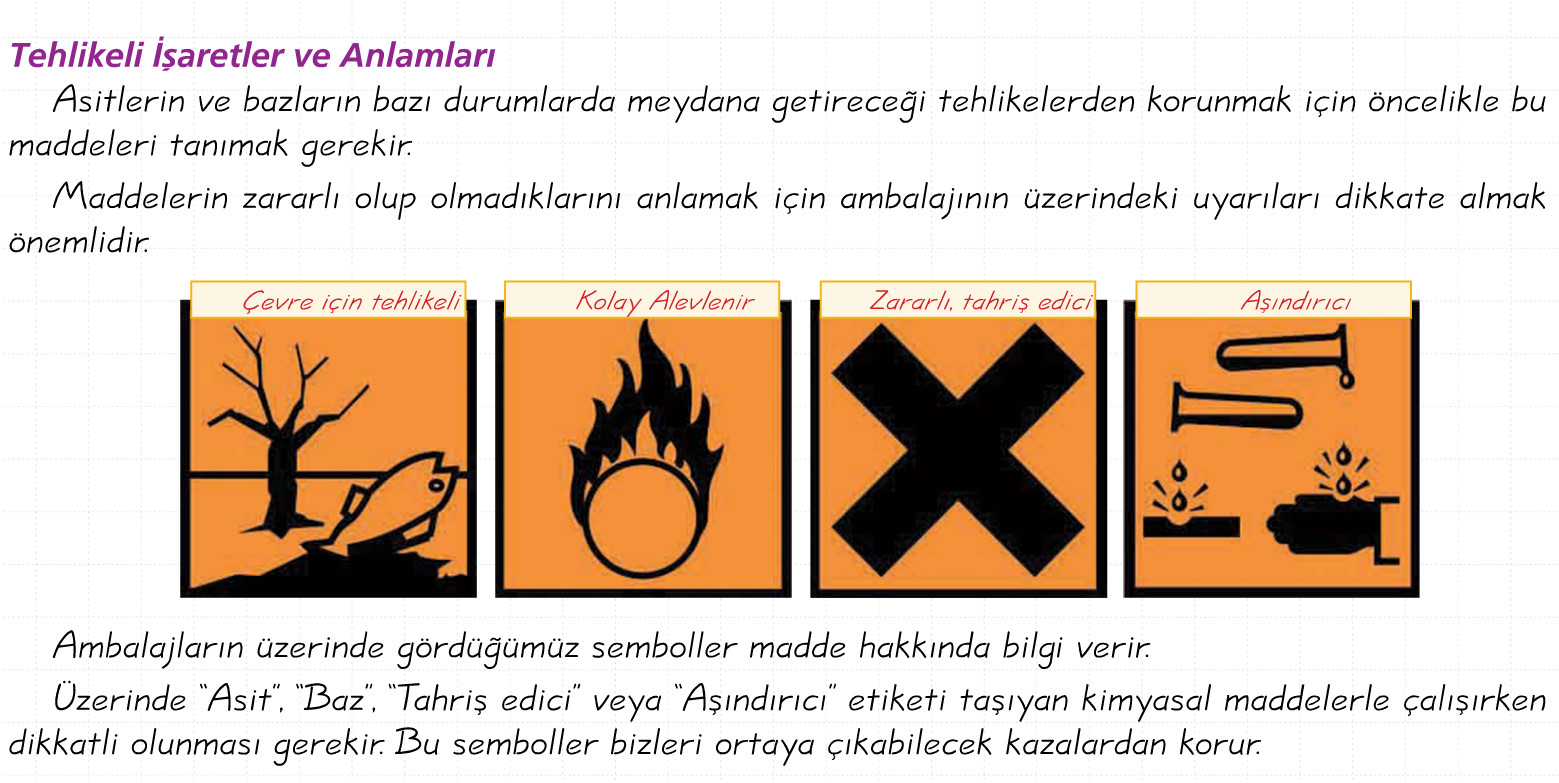 Tehlikeli İşaretler ve Anlamları
Asitlerin ve bazların bazı durumlarda meydana getireceği tehlikelerden korunmak için öncelikle bu
maddeleri tanımak gerekir.
Maddelerin zararlı olup olmadıklarını anlamak için ambalajının üzerindeki uyarıları dikkate almak
önemlidir.
Çevre için tehlikeli
Kolay Alevlenir
Zararlı, tahriş edici
Aşındırıcı
Ambalajların üzerinde gördüğümüz semboller madde hakkında bilgi verir.
Üzerinde “Asit”, “Baz”, “Tahriş edici” veya “Aşındırıcı” etiketi taşıyan kimyasal maddelerle çalışırken
dikkatli olunması gerekir. Bu semboller bizleri ortaya çıkabilecek kazalardan korur.